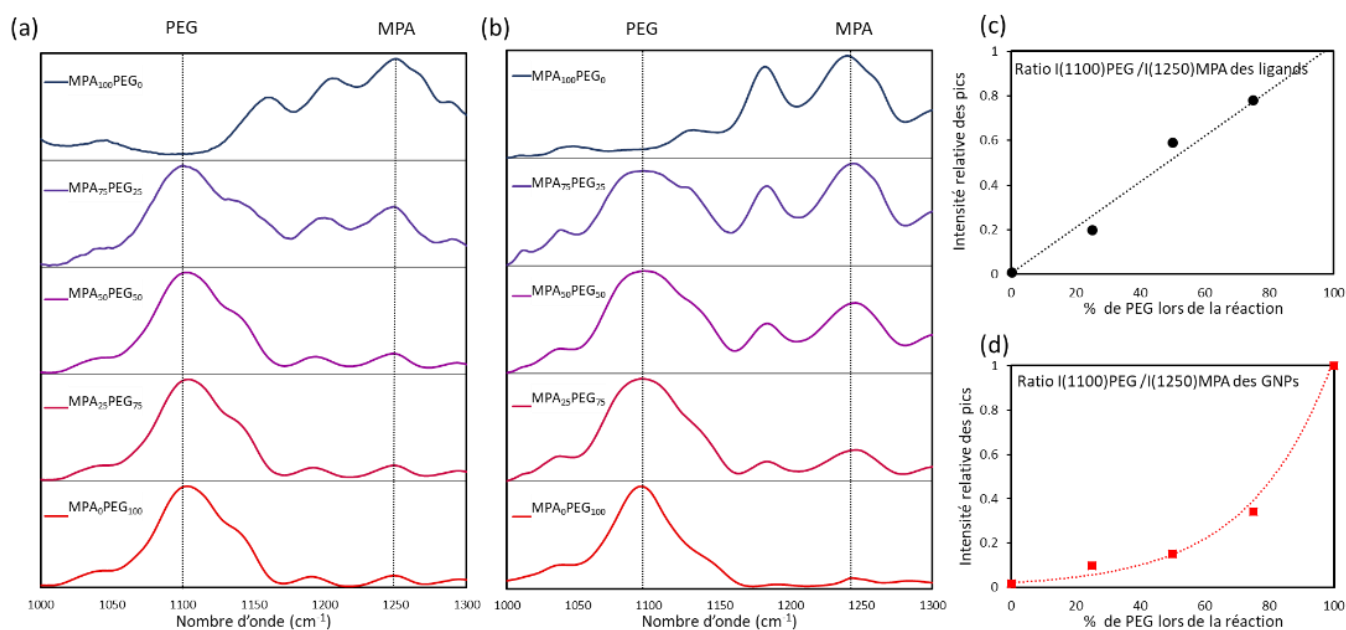 (a)
PEG
MPA
MPA₁₀₀PEG₀
MPA₇₅PEG₂₅
MPA₅₀PEG₅₀
MPA₂₅PEG₇₅
MPA₀PEG₁₀₀
1000 1050 1100 1150 1200 1250 1300
Nombre d'onde (cm⁻¹)
(b)
PEG
MPA
MPA₁₀₀PEG₀
MPA₇₅PEG₂₅
MPA₅₀PEG₅₀
MPA₂₅PEG₇₅
MPA₀PEG₁₀₀
1000 1050 1100 1150 1200 1250 1300
Nombre d'onde (cm⁻¹)
(c)
Ratio I(1100)PEG /I(1250)MPA des ligands
Intensité relative des pics
1
0.8
0.6
0.4
0.2
0
0 20 40 60 80 100
% de PEG lors de la réaction
(d)
Ratio I(1100)PEG /I(1250)MPA des GNPs
Intensité relative des pics
1
0.8
0.6
0.4
0.2
0
0 20 40 60 80 100
% de PEG lors de la réaction